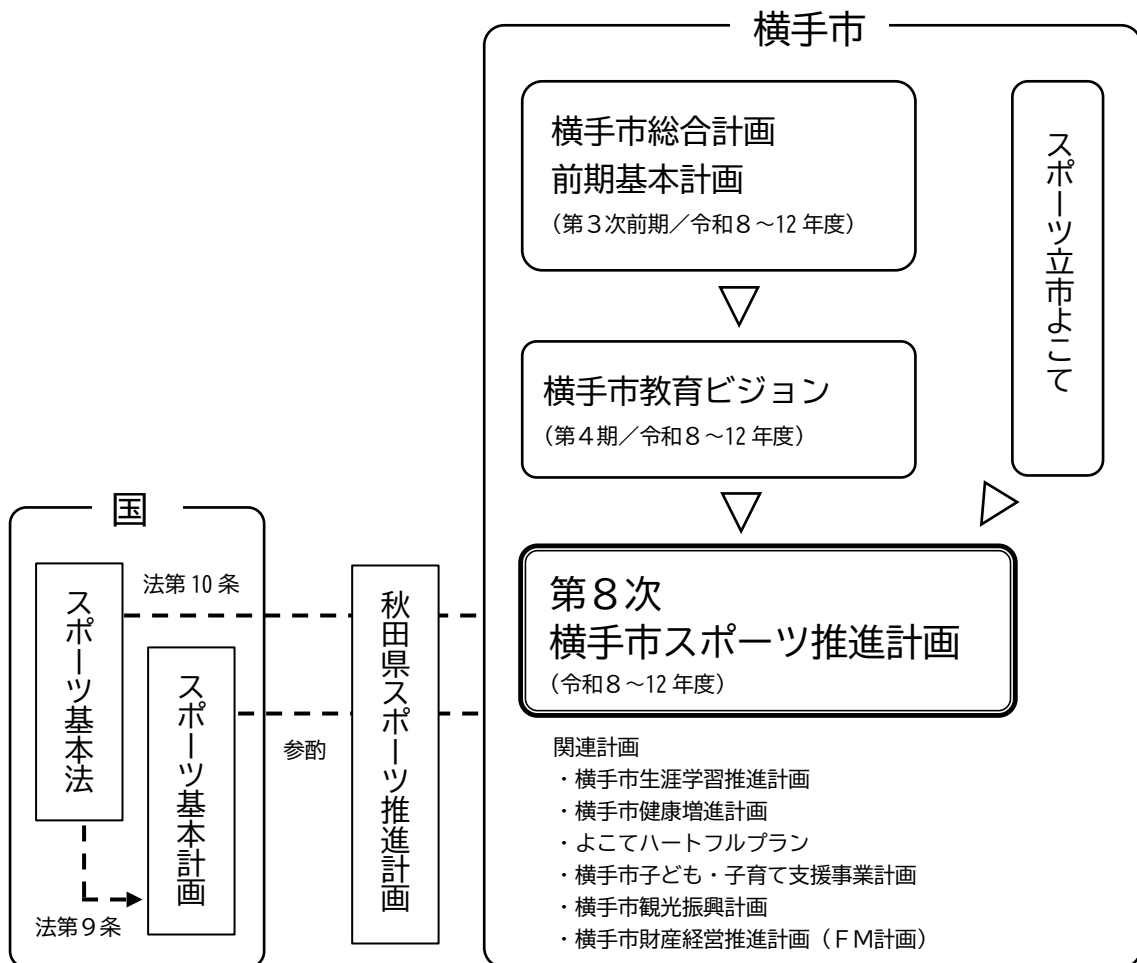 横手市
横手市総合計画
前期基本計画
（第３次前期／令和８～12 年度）
スポーツ立市よこて
横手市教育ビジョン
（第４期／令和８～12 年度）
国
スポーツ基本法
法第 10 条
スポーツ基本計画
参酌
法第９条
秋田県スポーツ推進計画
第８次
横手市スポーツ推進計画
（令和８～12 年度）
関連計画
・横手市生涯学習推進計画
・横手市健康増進計画
・よこてハートフルプラン
・横手市子ども・子育て支援事業計画
・横手市観光振興計画
・横手市財産経営推進計画（ＦＭ計画）